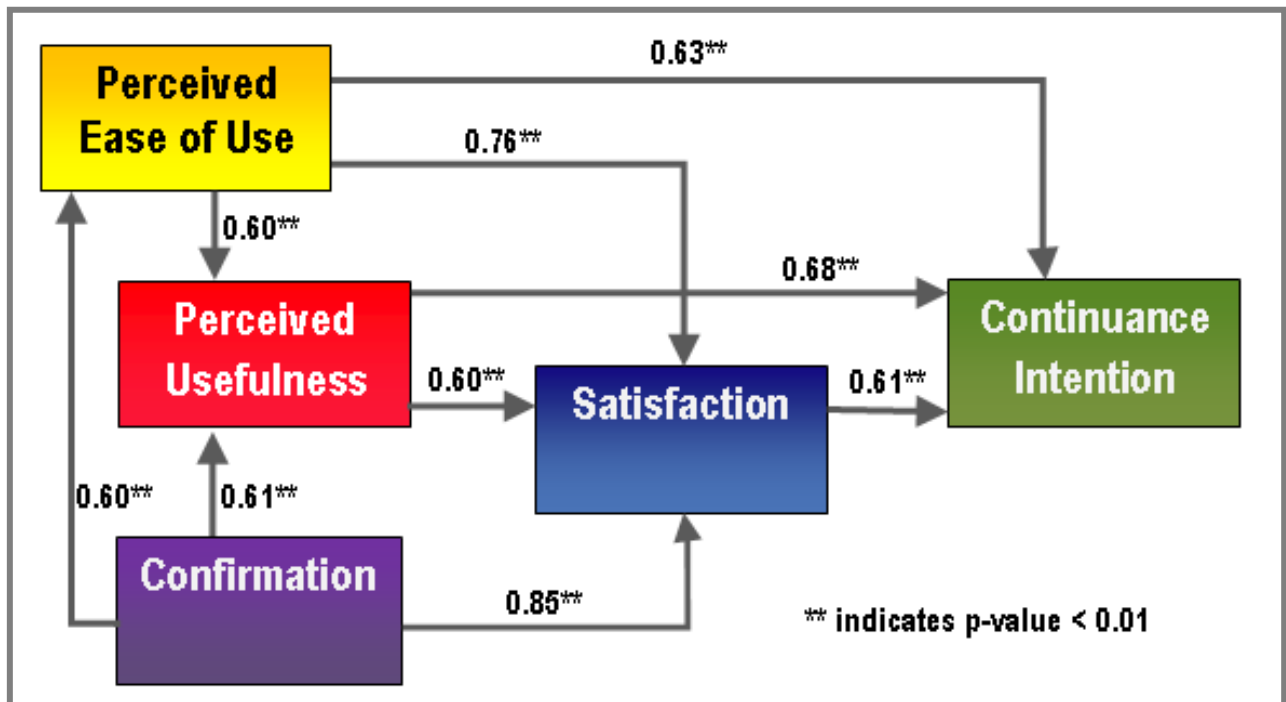 Perceived
Ease of Use
0.63**
0.76**
0.60**
Perceived
Usefulness
0.68**
Continuance
Intention
0.60**
Satisfaction
0.61**
0.60**
0.61**
Confirmation
0.85**
** indicates p-value < 0.01